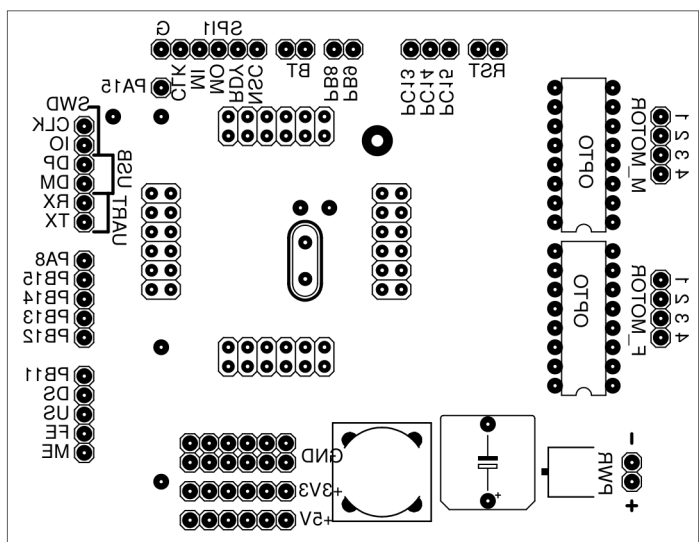 G
SPI1
CLK
MI
MO
RDY
NSC
BT
PB8
PB9
PC13
PC14
PC15
RST
PA15
SWD
CLK
IO
DP
DM
RX
TX
USB
UART
PA8
PB15
PB14
PB13
PB12
PB11
DS
US
FE
ME
OPTO
M_MOTOR
4 3 2 1
OPTO
F_MOTOR
4 3 2 1
GND
+3V3
+5V
+
PWR
-
+